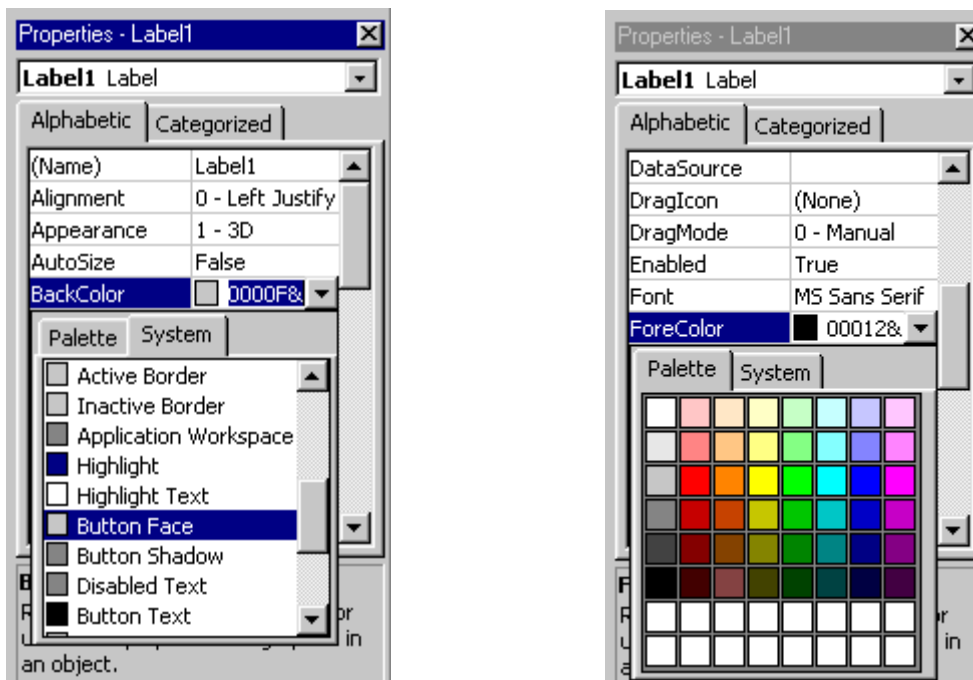 Properties - Label1
Label1 Label
Alphabetic Categorized
(Name) Label1
Alignment 0 - Left Justify
Appearance 1 - 3D
AutoSize False
BackColor 0000F&
Palette System
Active Border
Inactive Border
Application Workspace
Highlight
Highlight Text
Button Face
Button Shadow
Disabled Text
Button Text
in
an object.
Properties - Label1
Label1 Label
Alphabetic Categorized
DataSource
DragIcon (None)
DragMode 0 - Manual
Enabled True
Font MS Sans Serif
ForeColor 00012&
Palette System
in